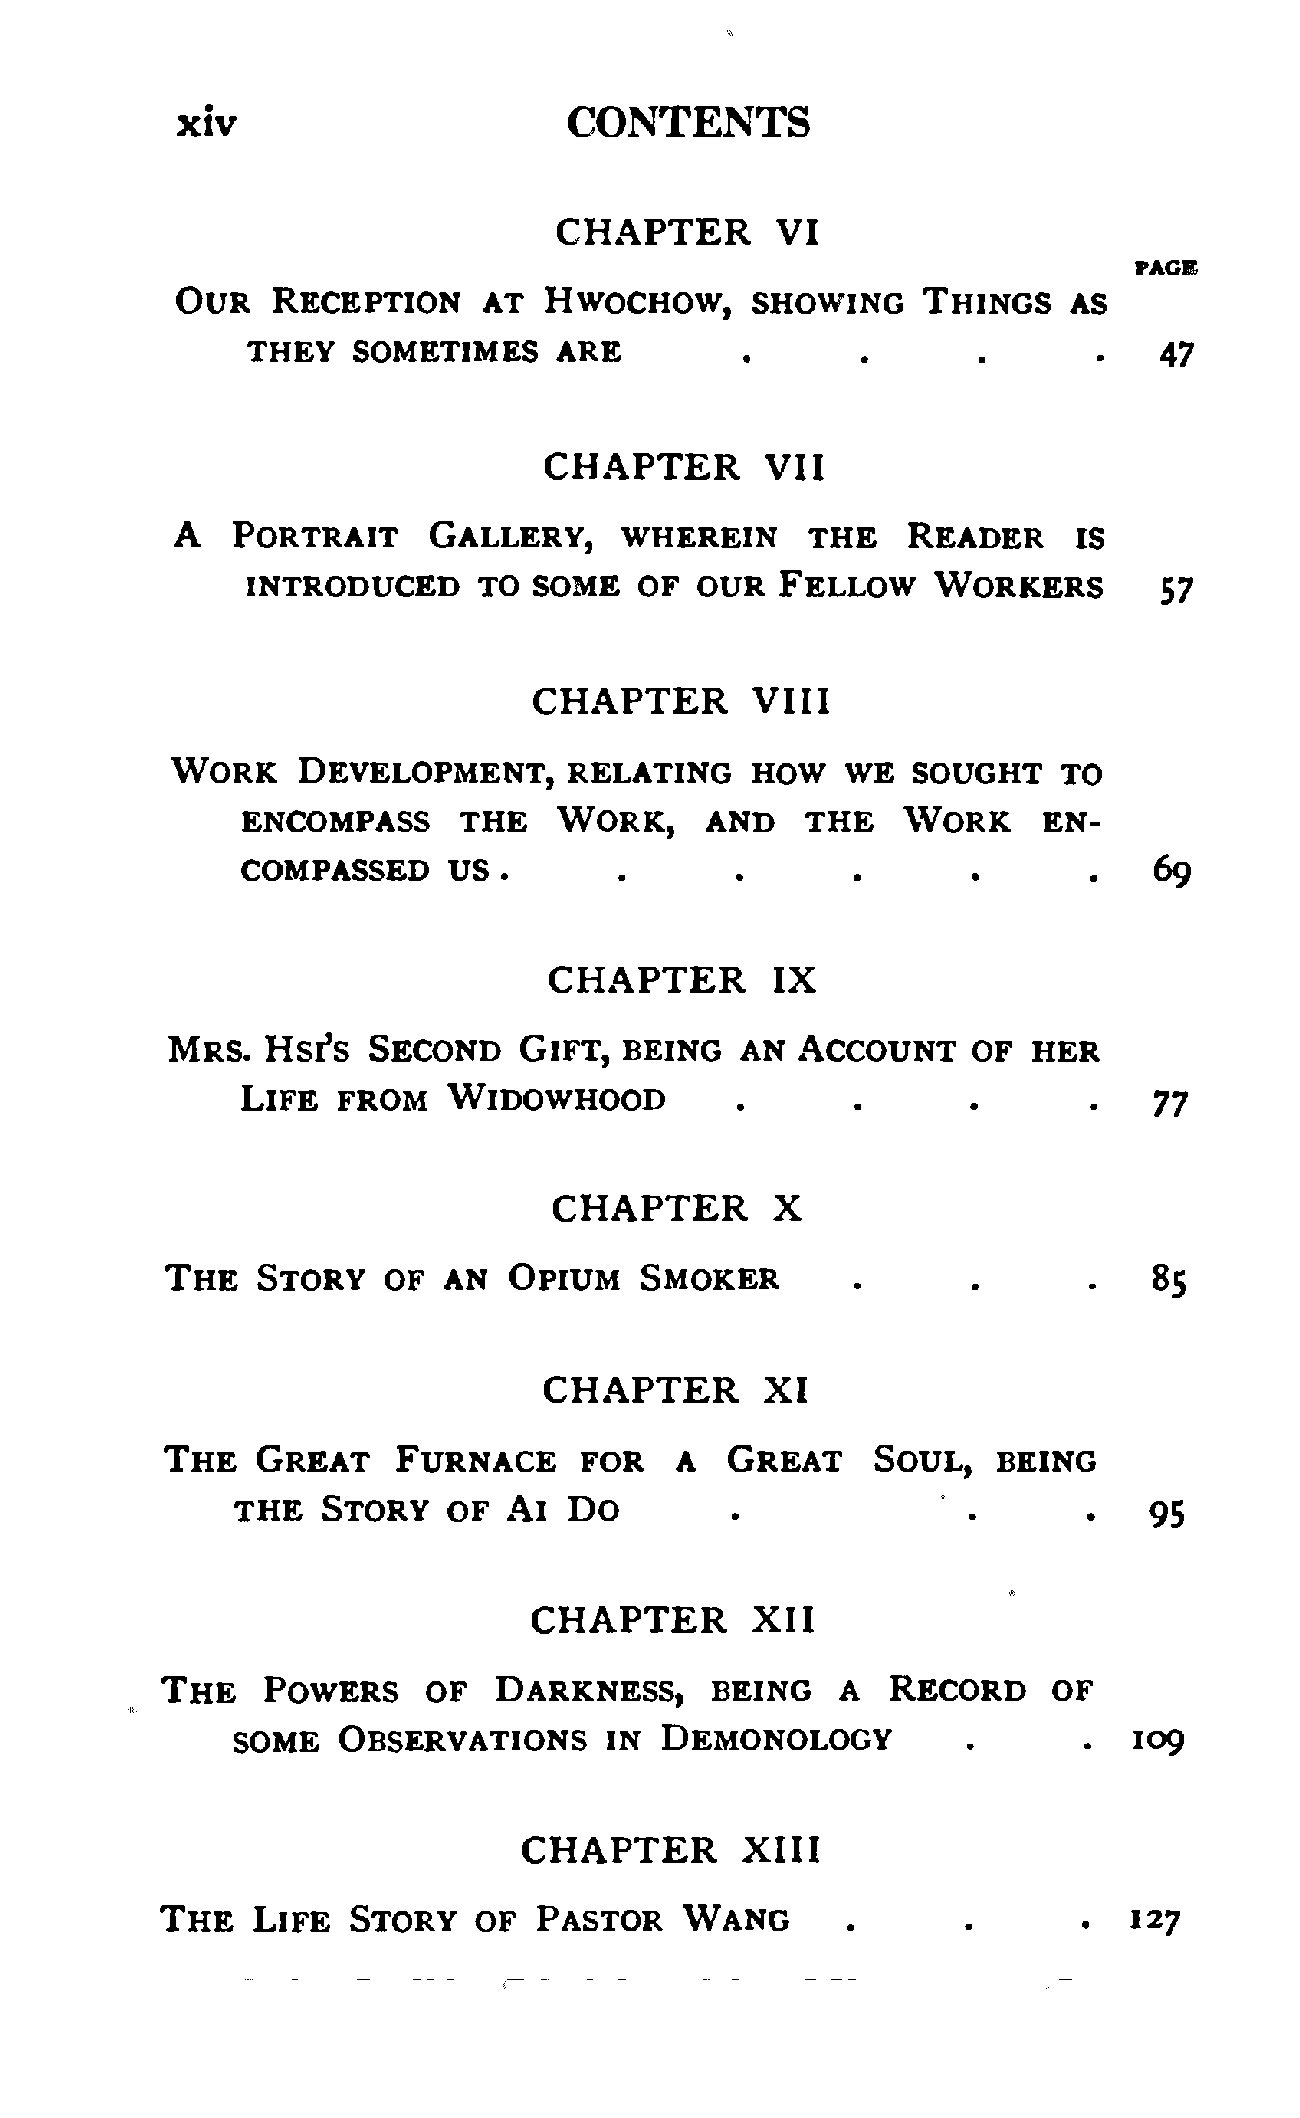 xiv CONTENTS
CHAPTER VI
PAGE
OUR RECEPTION AT HWOCHOW, SHOWING THINGS AS
THEY SOMETIMES ARE . . . . 47
CHAPTER VII
A PORTRAIT GALLERY, WHEREIN THE READER IS
INTRODUCED TO SOME OF OUR FELLOW WORKERS 57
CHAPTER VIII
WORK DEVELOPMENT, RELATING HOW WE SOUGHT TO
ENCOMPASS THE WORK, AND THE WORK EN-
COMPASSED US . . . . . . 69
CHAPTER IX
MRS. HSI'S SECOND GIFT, BEING AN ACCOUNT OF HER
LIFE FROM WIDOWHOOD . . . . 77
CHAPTER X
THE STORY OF AN OPIUM SMOKER . . . 85
CHAPTER XI
THE GREAT FURNACE FOR A GREAT SOUL, BEING
THE STORY OF AI DO . . . 95
CHAPTER XII
THE POWERS OF DARKNESS, BEING A RECORD OF
SOME OBSERVATIONS IN DEMONOLOGY . . 109
CHAPTER XIII
THE LIFE STORY OF PASTOR WANG . . . 127